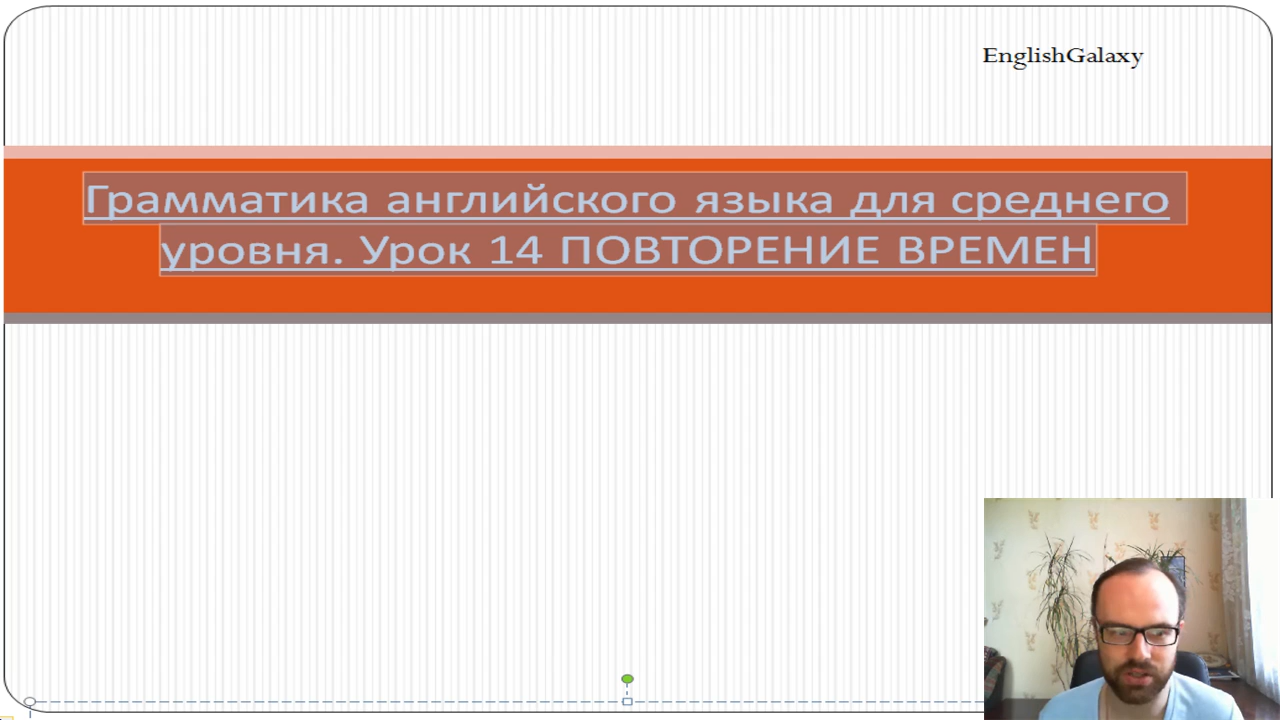 EnglishGalaxy
Грамматика английского языка для среднего
уровня. Урок 14 ПОВТОРЕНИЕ ВРЕМЕН